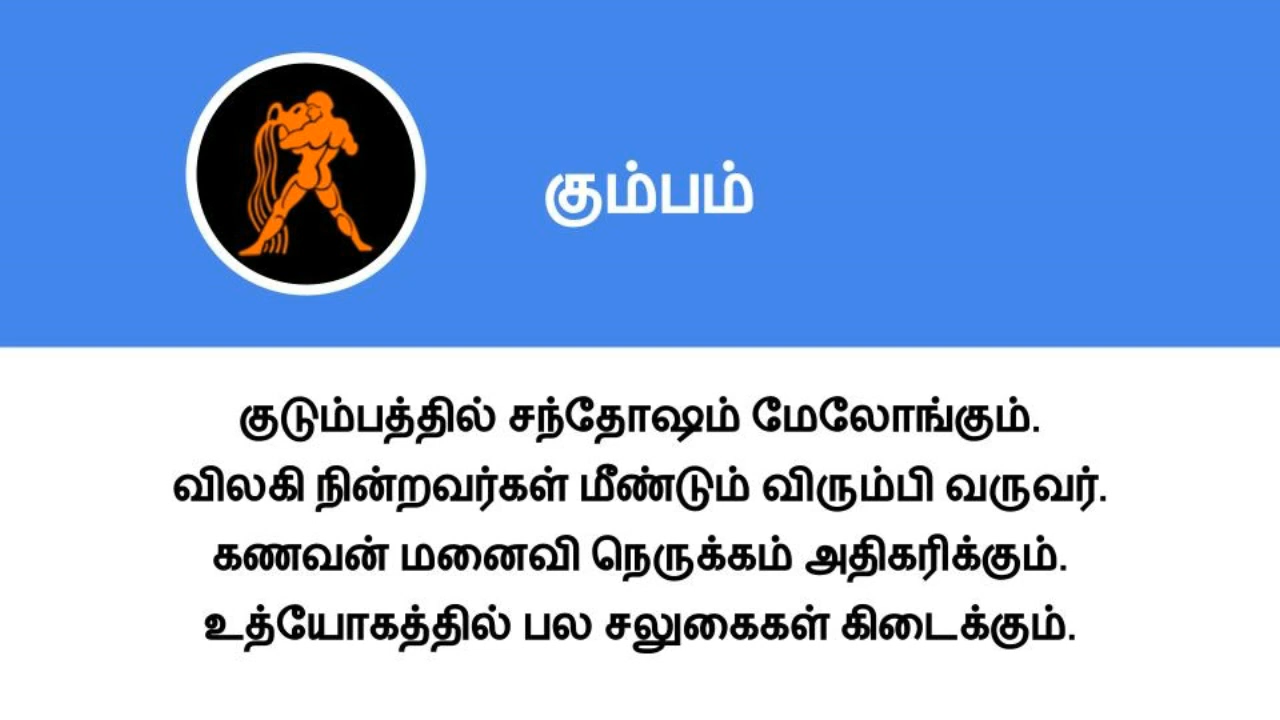 கும்பம்
குடும்பத்தில் சந்தோஷம் மேலோங்கும்.
விலகி நின்றவர்கள் மீண்டும் விரும்பி வருவர்.
கணவன் மனைவி நெருக்கம் அதிகரிக்கும்.
உத்யோகத்தில் பல சலுகைகள் கிடைக்கும்.